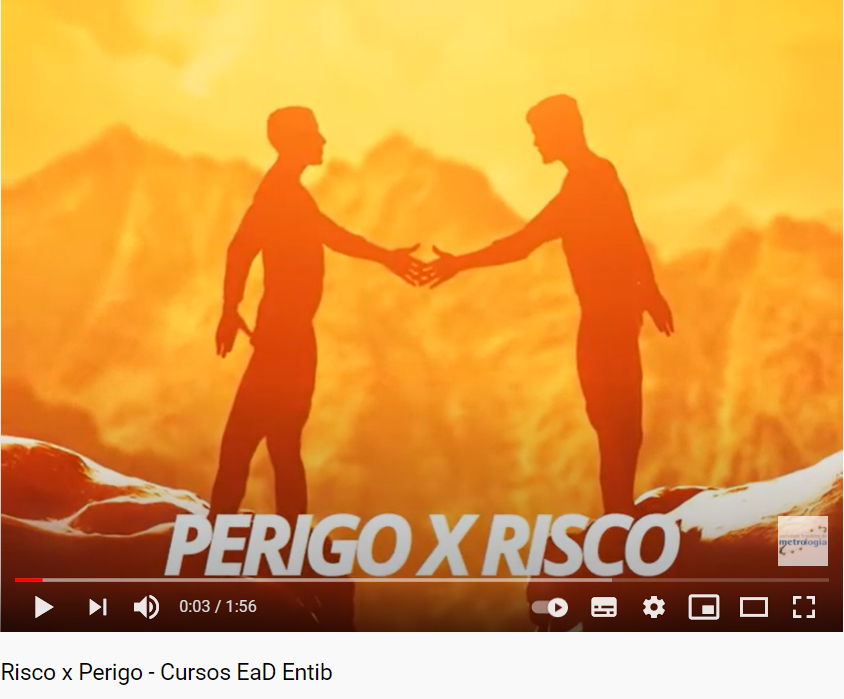 PERIGO X RISCO
metrologia
0:03 / 1:56
Risco x Perigo - Cursos EaD Entib